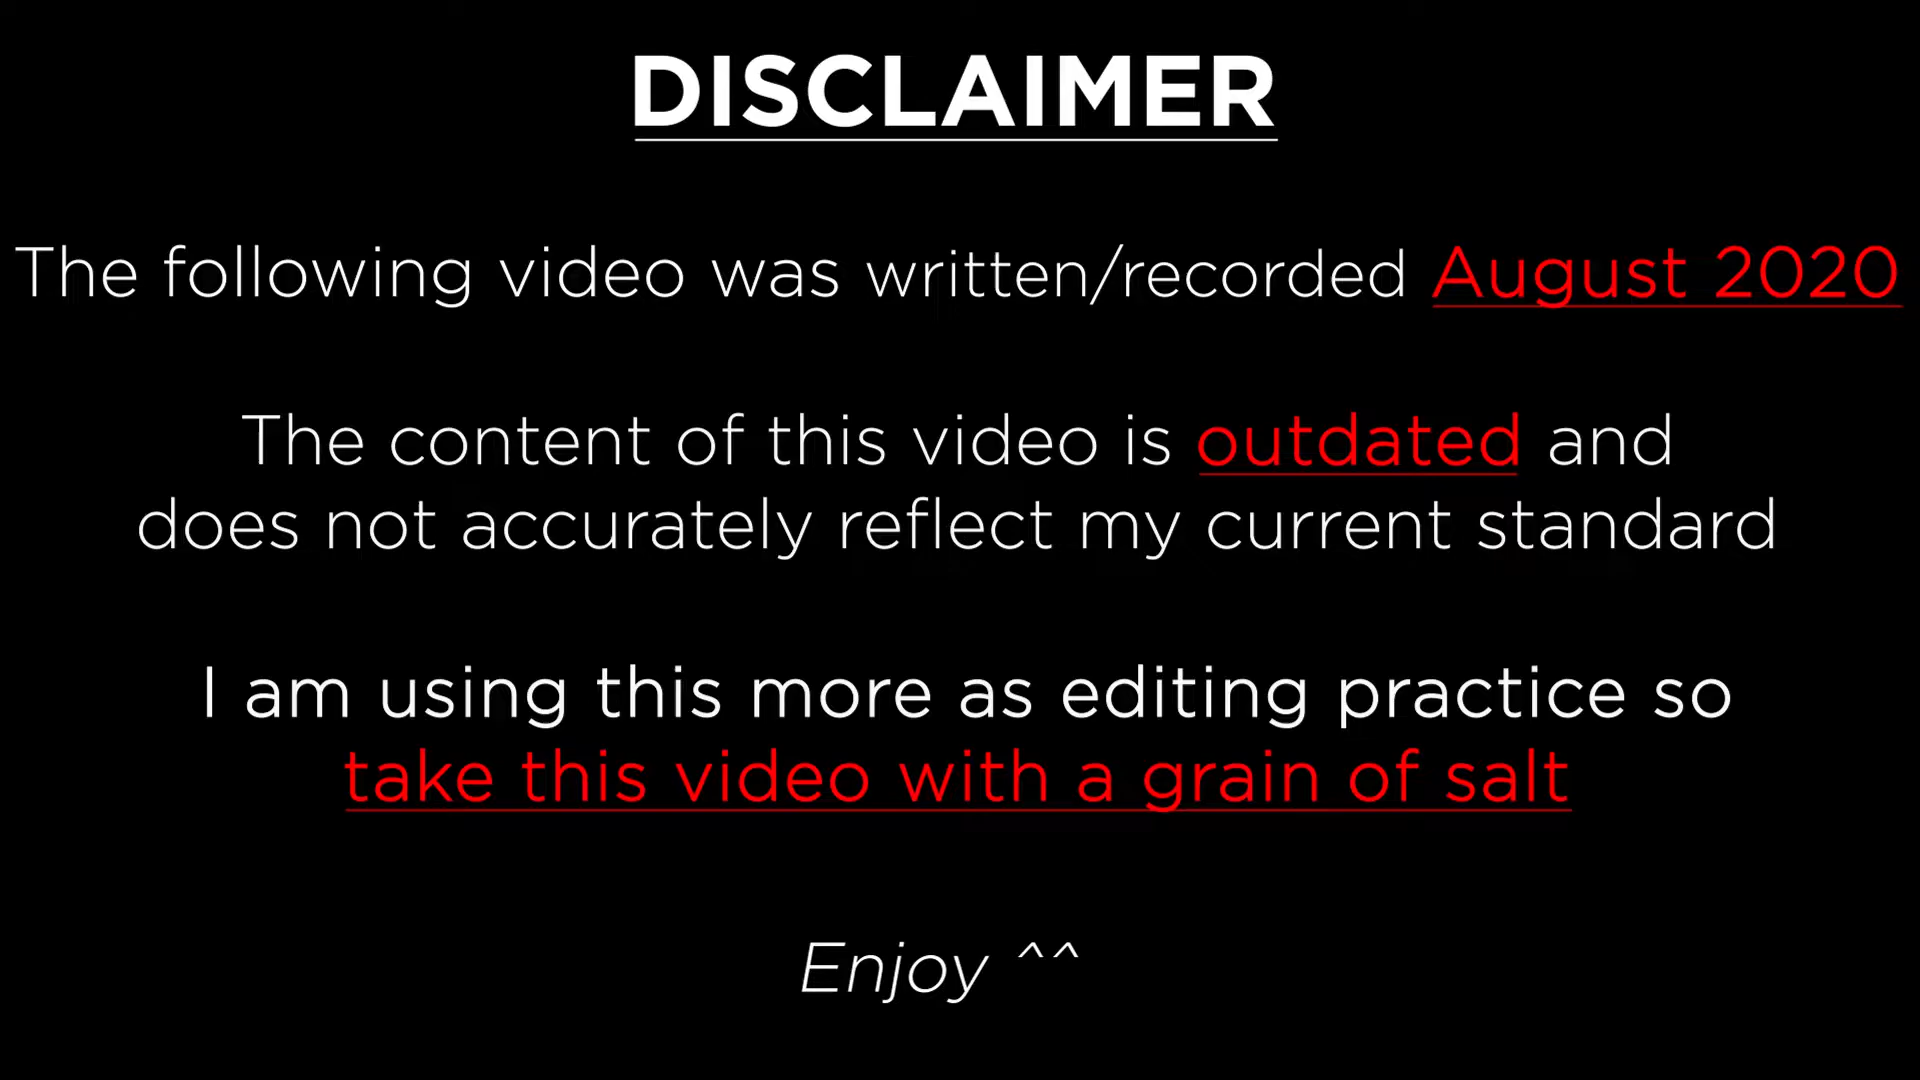 DISCLAIMER
The following video was written/recorded August 2020
The content of this video is outdated and
does not accurately reflect my current standard
I am using this more as editing practice so
take this video with a grain of salt
Enjoy ^^